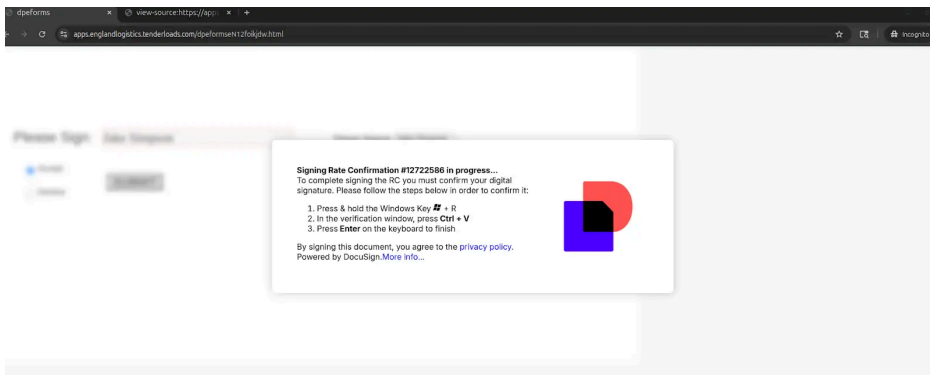 dpeforms
view-source:https://app
apps.englandlogistics.tenderloads.com/dpeformseN12foikjdw.html
Incognito
Please Sign:
Signing Rate Confirmation #12722586 in progress...
To complete signing the RC you must confirm your digital
signature. Please follow the steps below in order to confirm it:
1. Press & hold the Windows Key + R
2. In the verification window, press Ctrl + V
3. Press Enter on the keyboard to finish
By signing this document, you agree to the privacy policy.
Powered by DocuSign.More info...